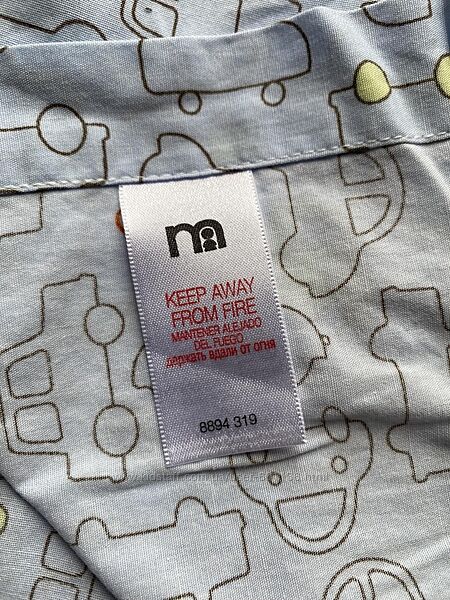 KEEP AWAY
FROM FIRE
MANTENER ALEJADO
DEL FUEGO
держать вдали от огня
8894 319